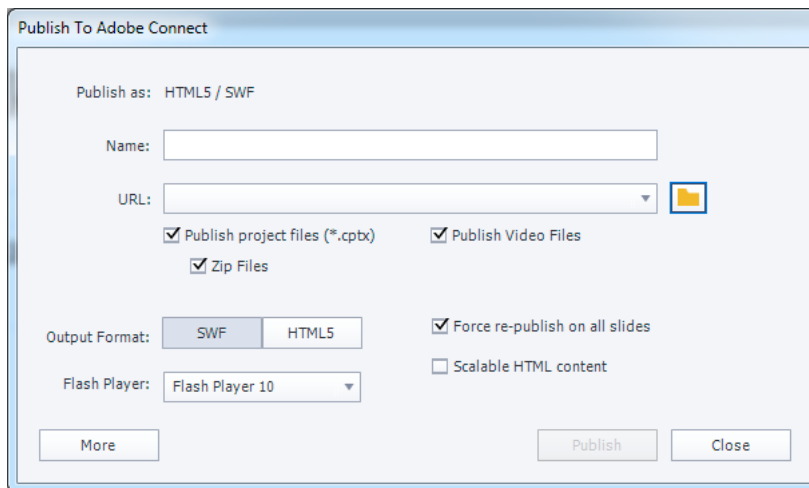 Publish To Adobe Connect
Publish as: HTML5 / SWF
Name:
URL:
Publish project files (*.cptx)
Publish Video Files
Zip Files
Output Format: SWF HTML5
Force re-publish on all slides
Scalable HTML content
Flash Player: Flash Player 10
More
Publish
Close